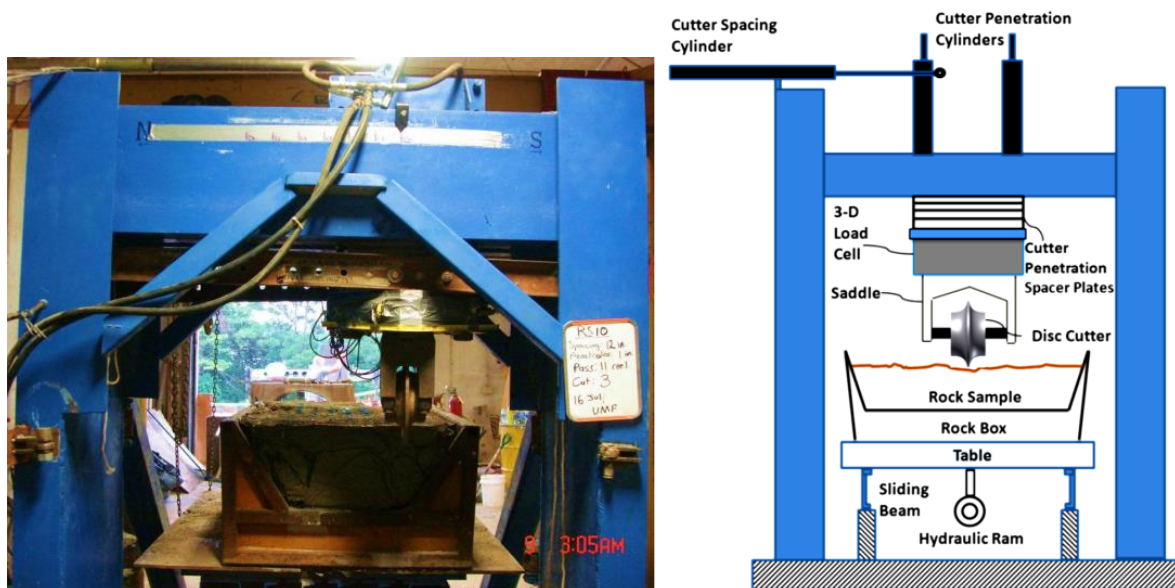 N
S
RS10
Spacing: 12 in
Penetration: 1 in
Pass: 11
Cut: 3
UMF
3:05AM
Cutter Spacing
Cylinder
Cutter Penetration
Cylinders
3-D
Load
Cell
Cutter
Penetration
Spacer Plates
Saddle
Disc Cutter
Rock Sample
Rock Box
Table
Sliding
Beam
Hydraulic Ram